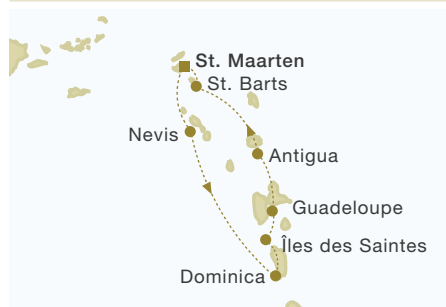 St. Maarten
St. Barts
Nevis
Antigua
Guadeloupe
Îles des Saintes
Dominica